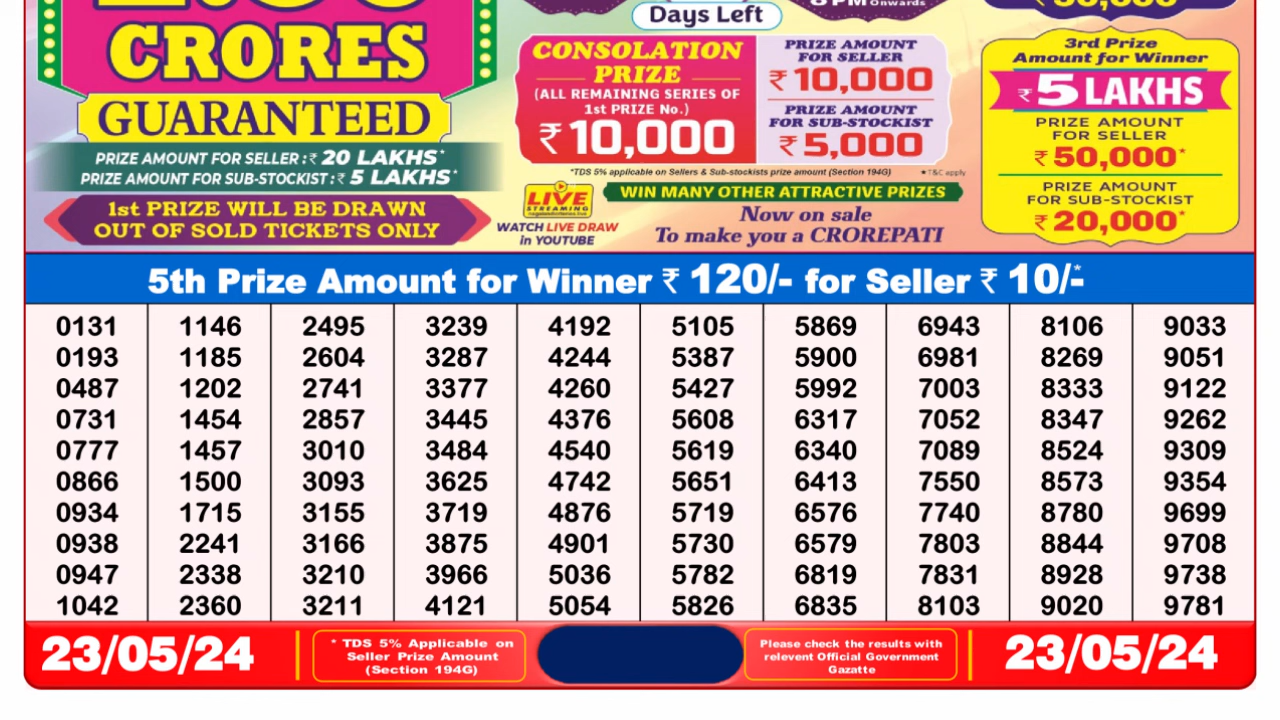 CRORES
GUARANTEED
PRIZE AMOUNT FOR SELLER :₹ 20 LAKHS*
PRIZE AMOUNT FOR SUB-STOCKIST :₹ 5 LAKHS*
1st PRIZE WILL BE DRAWN
OUT OF SOLD TICKETS ONLY
Days Left
8 PM Onwards
CONSOLATION
PRIZE
(ALL REMAINING SERIES OF
1st PRIZE No.)
₹10,000
PRIZE AMOUNT
FOR SELLER
₹10,000
PRIZE AMOUNT
FOR SUB-STOCKIST
₹5,000
*TDS 5% applicable on Sellers & Sub-stockists prize amount (Section 194G)
• T&C apply
LIVE
STREAMING
WATCH LIVE DRAW
in YOUTUBE
WIN MANY OTHER ATTRACTIVE PRIZES
Now on sale
To make you a CROREPATI
3rd Prize
Amount for Winner
₹5 LAKHS
PRIZE AMOUNT
FOR SELLER
₹50,000*
PRIZE AMOUNT
FOR SUB-STOCKIST
₹20,000*
5th Prize Amount for Winner ₹ 120/- for Seller ₹ 10/-*
0131 1146 2495 3239 4192 5105 5869 6943 8106 9033
0193 1185 2604 3287 4244 5387 5900 6981 8269 9051
0487 1202 2741 3377 4260 5427 5992 7003 8333 9122
0731 1454 2857 3445 4376 5608 6317 7052 8347 9262
0777 1457 3010 3484 4540 5619 6340 7089 8524 9309
0866 1500 3093 3625 4742 5651 6413 7550 8573 9354
0934 1715 3155 3719 4876 5719 6576 7740 8780 9699
0938 2241 3166 3875 4901 5730 6579 7803 8844 9708
0947 2338 3210 3966 5036 5782 6819 7831 8928 9738
1042 2360 3211 4121 5054 5826 6835 8103 9020 9781
23/05/24
* TDS 5% Applicable on
Seller Prize Amount
(Section 194G)
Please check the results with
relevent Official Government
Gazatte
23/05/24